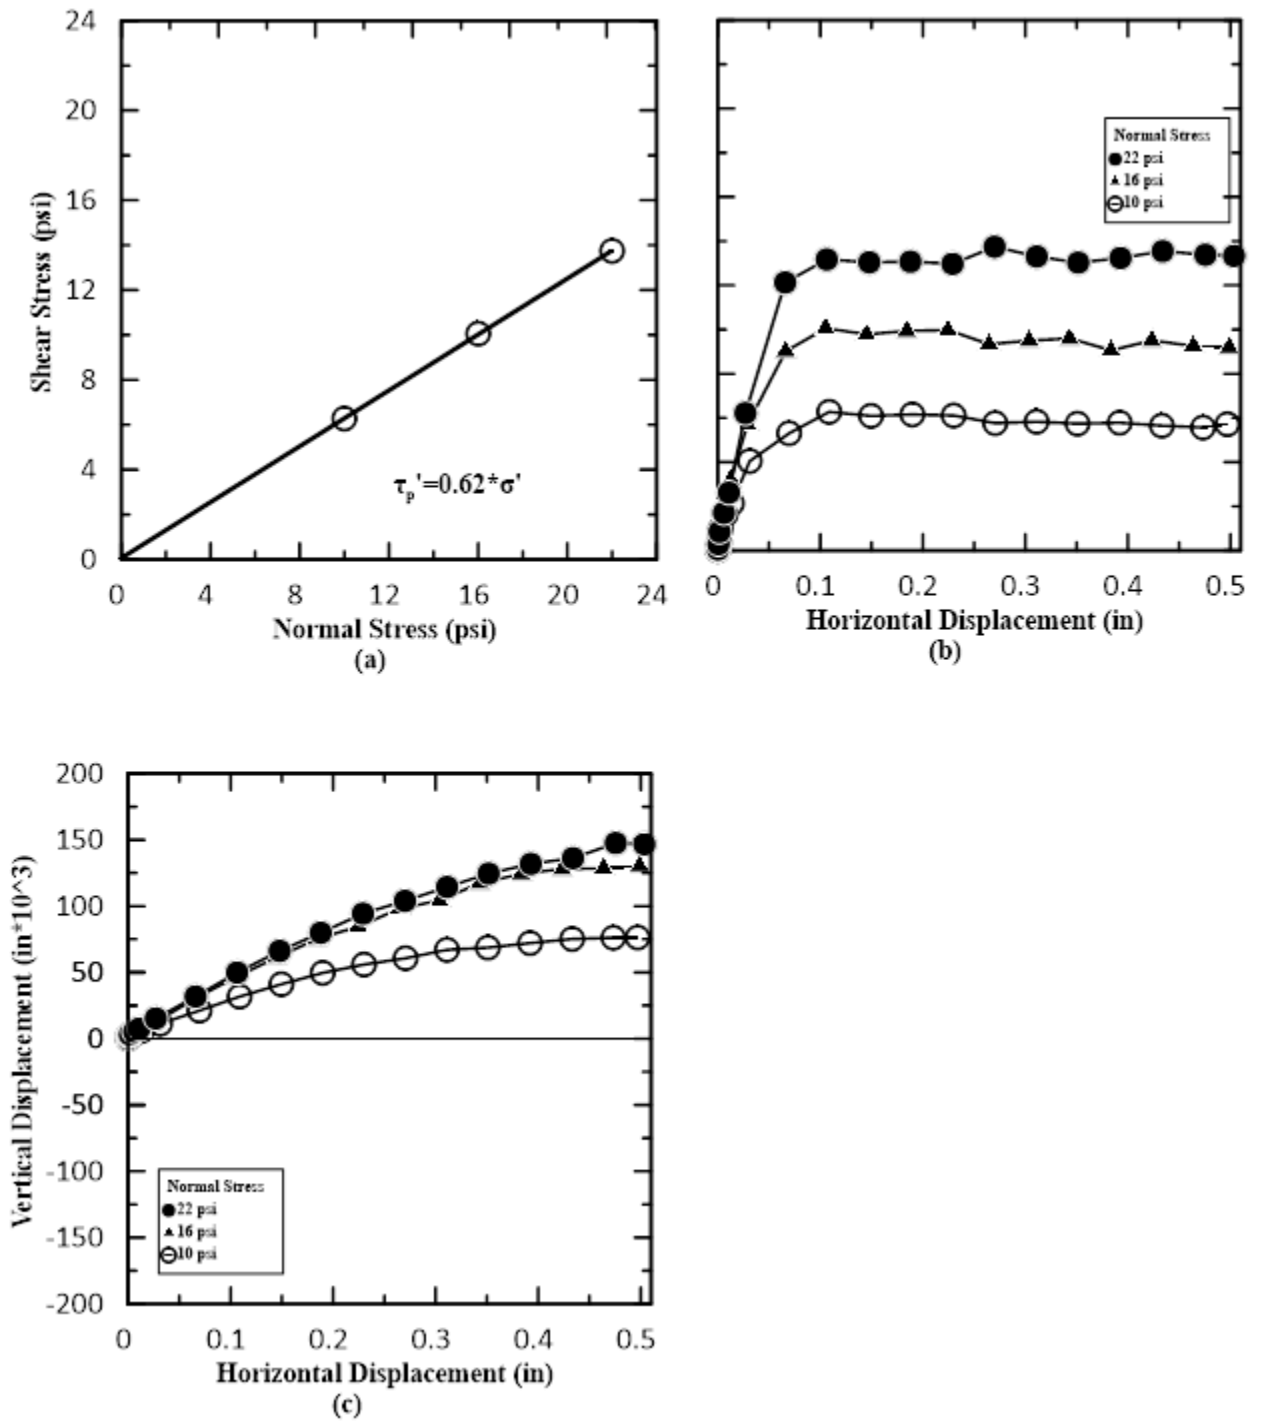 24
20
16
12
8
4
0
Shear Stress (psi)
τp'=0.62*σ'
0 4 8 12 16 20 24
Normal Stress (psi)
(a)
Normal Stress
22 psi
16 psi
10 psi
0 0.1 0.2 0.3 0.4 0.5
Horizontal Displacement (in)
(b)
200
150
100
50
0
-50
-100
-150
-200
Vertical Displacement (in*10^3)
Normal Stress
22 psi
16 psi
10 psi
0 0.1 0.2 0.3 0.4 0.5
Horizontal Displacement (in)
(c)